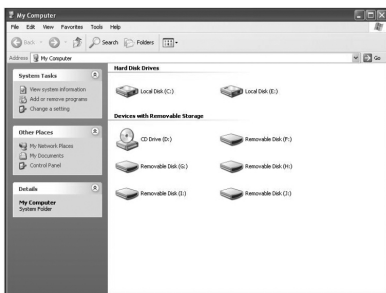 My Computer
File Edit View Favorites Tools Help
Back Search Folders
Address My Computer Go
System Tasks
View system information
Add or remove programs
Change a setting
Other Places
My Network Places
My Documents
Control Panel
Details
My Computer
System Folder
Hard Disk Drives
Local Disk (C:) Local Disk (E:)
Devices with Removable Storage
CD Drive (D:) Removable Disk (F:)
Removable Disk (G:) Removable Disk (H:)
Removable Disk (I:) Removable Disk (J:)